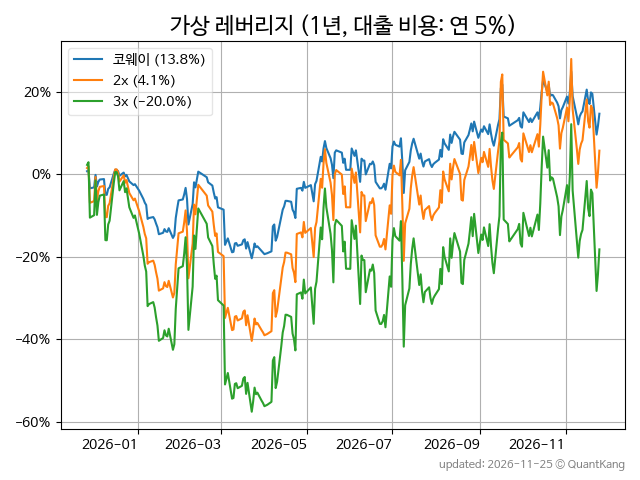 가상 레버리지 (1년, 대출 비용: 연 5%)
코웨이 (13.8%)
2x (4.1%)
3x (-20.0%)
20%
0%
-20%
-40%
-60%
2026-01
2026-03
2026-05
2026-07
2026-09
2026-11
updated: 2026-11-25 © QuantKang